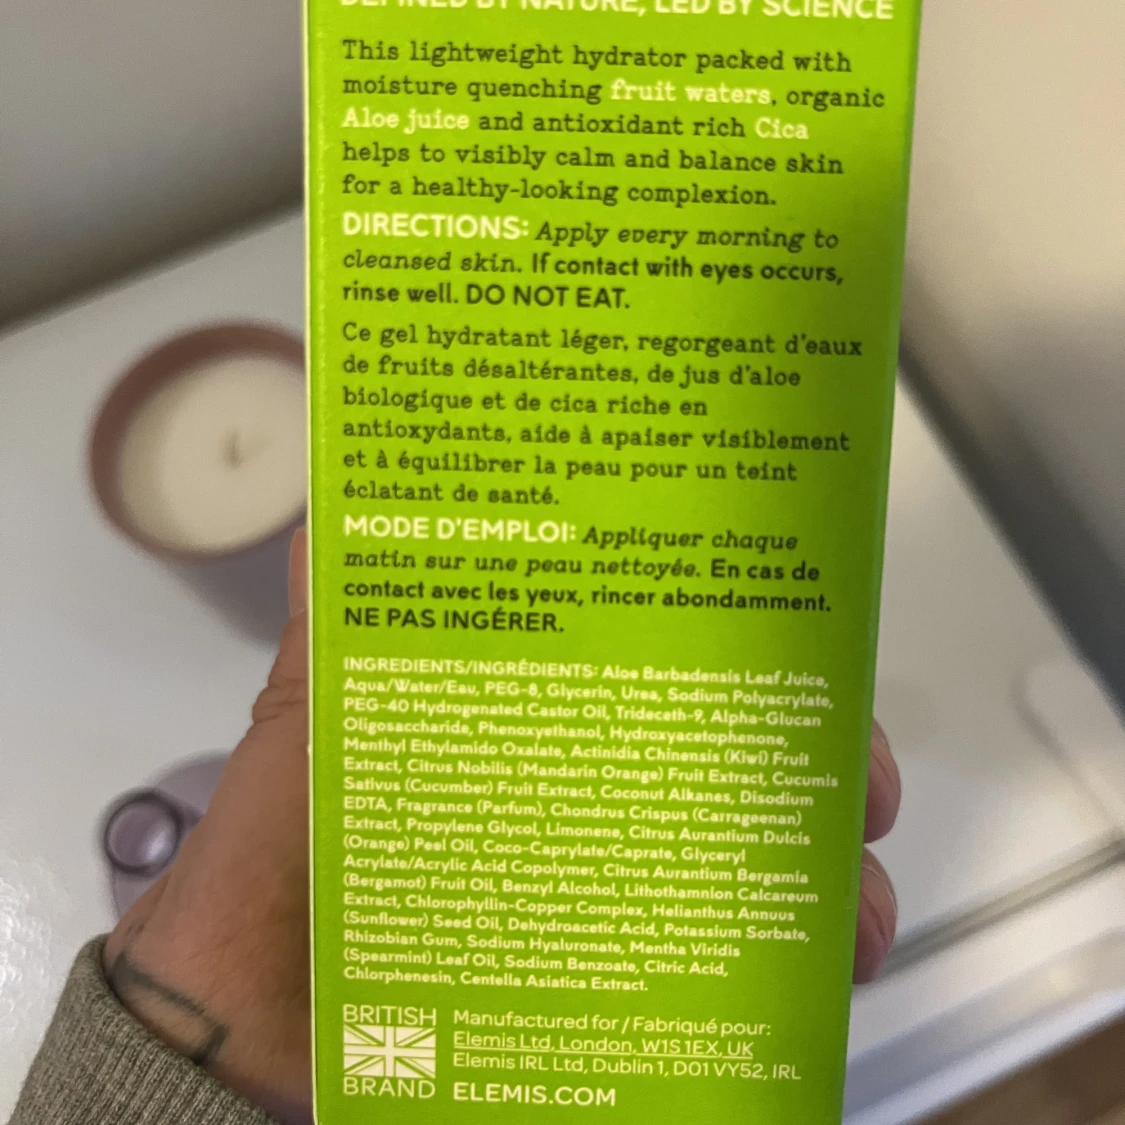 DEFINED BY NATURE, LED BY SCIENCE
This lightweight hydrator packed with
moisture quenching fruit waters, organic
Aloe juice and antioxidant rich Cica
helps to visibly calm and balance skin
for a healthy-looking complexion.
DIRECTIONS: Apply every morning to
cleansed skin. If contact with eyes occurs,
rinse well. DO NOT EAT.
Ce gel hydratant léger, regorgeant d'eaux
de fruits désaltérantes, de jus d'aloe
biologique et de cica riche en
antioxydants, aide à apaiser visiblement
et à équilibrer la peau pour un teint
éclatant de santé.
MODE D'EMPLOI: Appliquer chaque
matin sur une peau nettoyée. En cas de
contact avec les yeux, rincer abondamment.
NE PAS INGÉRER.
INGREDIENTS/INGRÉDIENTS: Aloe Barbadensis Leaf Juice,
Aqua/Water/Eau, PEG-8, Glycerin, Urea, Sodium Polyacrylate,
PEG-40 Hydrogenated Castor Oil, Trideceth-9, Alpha-Glucan
Oligosaccharide, Phenoxyethanol, Hydroxyacetophenone,
Menthyl Ethylamido Oxalate, Actinidia Chinensis (Kiwi) Fruit
Extract, Citrus Nobilis (Mandarin Orange) Fruit Extract, Cucumis
Sativus (Cucumber) Fruit Extract, Coconut Alkanes, Disodium
EDTA, Fragrance (Parfum), Chondrus Crispus (Carrageenan)
Extract, Propylene Glycol, Limonene, Citrus Aurantium Dulcis
(Orange) Peel Oil, Coco-Caprylate/Caprate, Glyceryl
Acrylate/Acrylic Acid Copolymer, Citrus Aurantium Bergamia
(Bergamot) Fruit Oil, Benzyl Alcohol, Lithothamnion Calcareum
Extract, Chlorophyllin-Copper Complex, Helianthus Annuus
(Sunflower) Seed Oil, Dehydroacetic Acid, Potassium Sorbate,
Rhizobian Gum, Sodium Hyaluronate, Mentha Viridis
(Spearmint) Leaf Oil, Sodium Benzoate, Citric Acid,
Chlorphenesin, Centella Asiatica Extract.
BRITISH
BRAND
Manufactured for / Fabriqué pour:
Elemis Ltd, London, W1S 1EX, UK
Elemis IRL Ltd, Dublin 1, D01 VY52, IRL
ELEMIS.COM